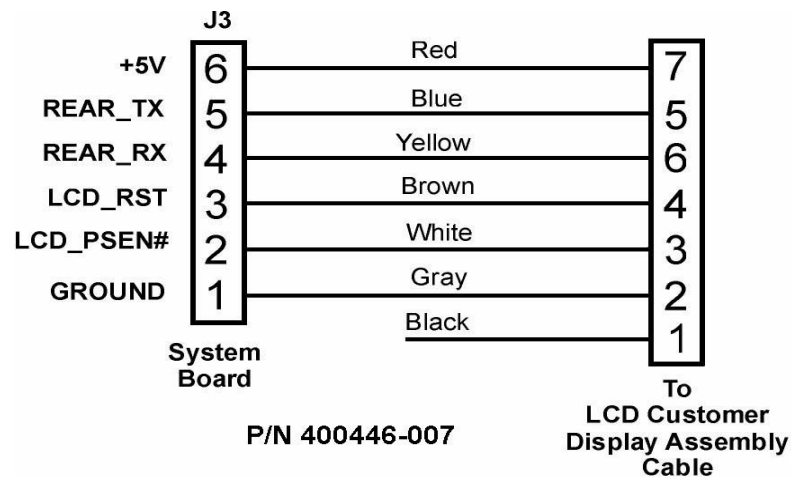 J3
+5V 6 Red 7
REAR_TX 5 Blue 5
REAR_RX 4 Yellow 6
LCD_RST 3 Brown 4
LCD_PSEN# 2 White 3
GROUND 1 Gray 2
Black 1
System
Board
To
LCD Customer
Display Assembly
Cable
P/N 400446-007